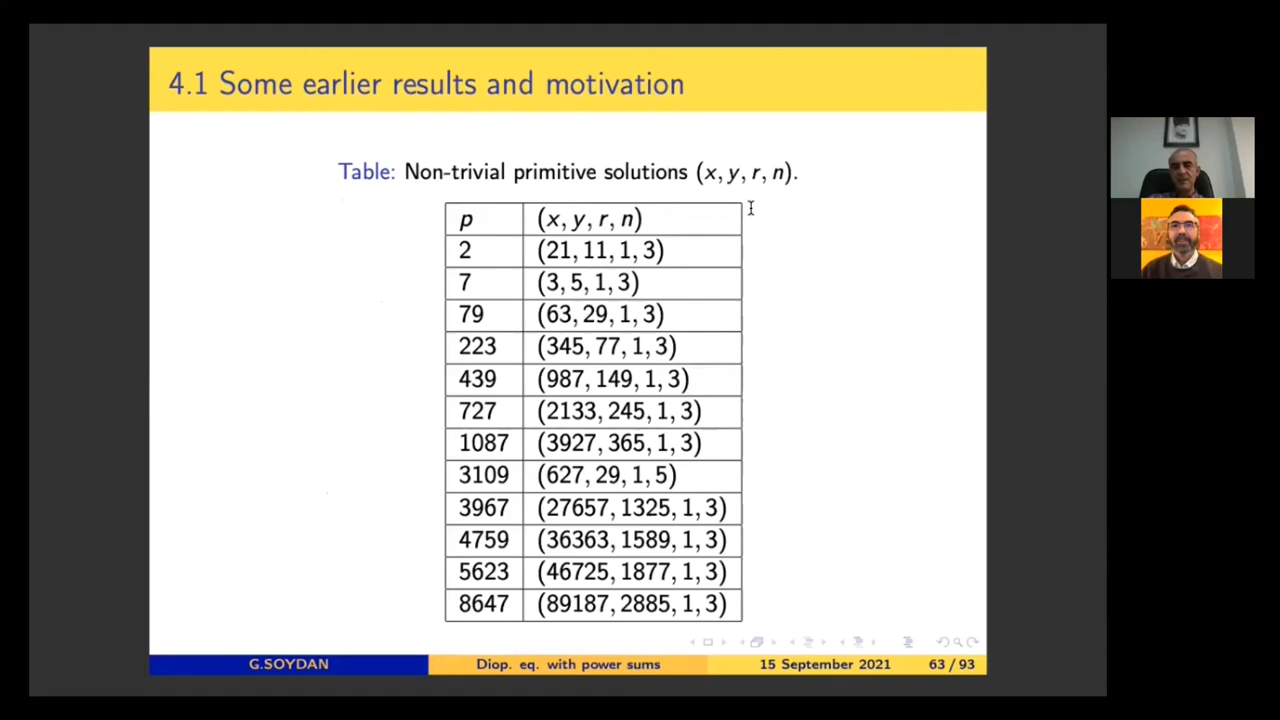 4.1 Some earlier results and motivation
Table: Non-trivial primitive solutions (x, y, r, n).
p (x, y, r, n)
2 (21, 11, 1, 3)
7 (3, 5, 1, 3)
79 (63, 29, 1, 3)
223 (345, 77, 1, 3)
439 (987, 149, 1, 3)
727 (2133, 245, 1, 3)
1087 (3927, 365, 1, 3)
3109 (627, 29, 1, 5)
3967 (27657, 1325, 1, 3)
4759 (36363, 1589, 1, 3)
5623 (46725, 1877, 1, 3)
8647 (89187, 2885, 1, 3)
G.SOYDAN Diop. eq. with power sums 15 September 2021 63 / 93